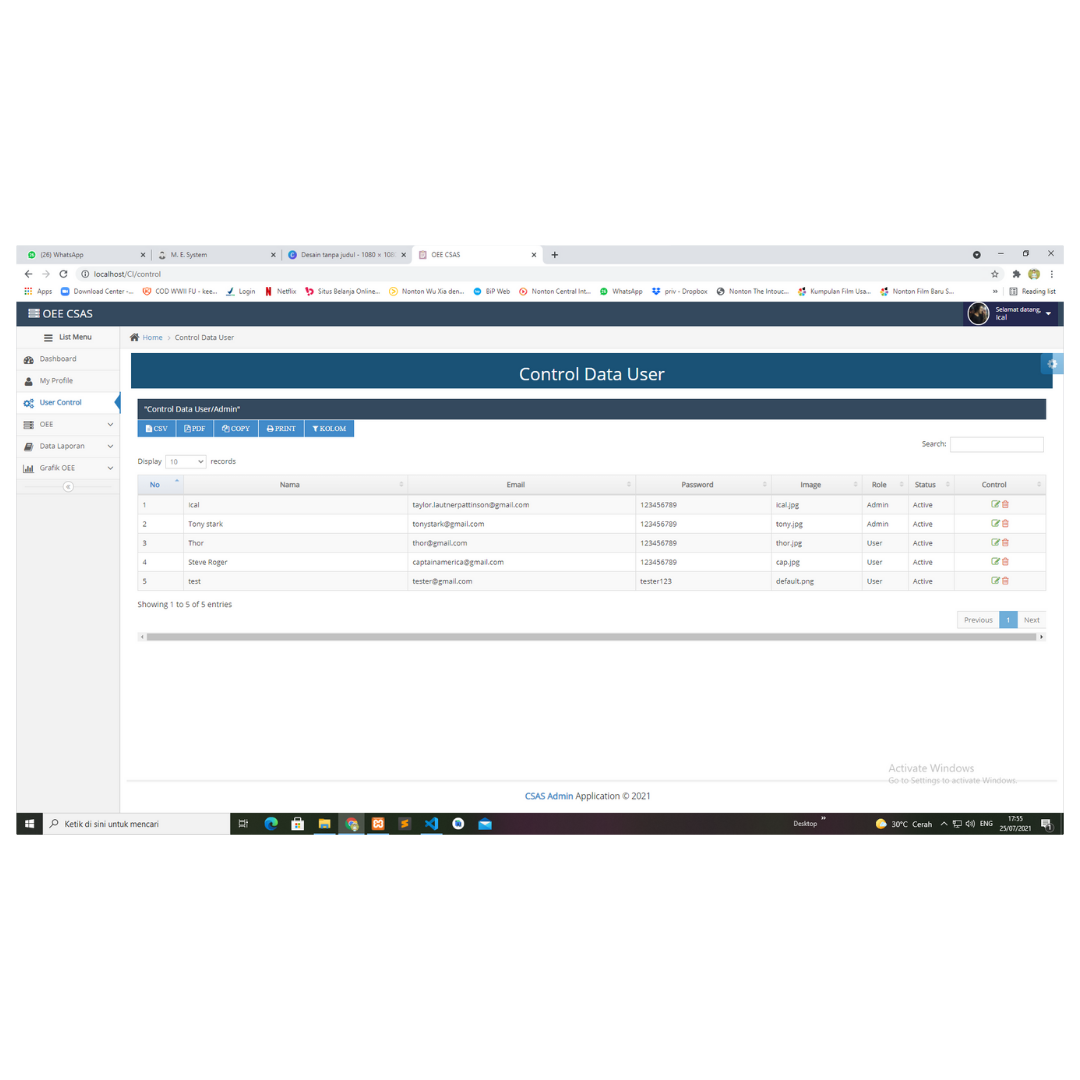 (26) WhatsApp
M. E. System
Desain tanpa judul - 1080 × 108
OEE CSAS
localhost/CI/control
Apps Download Center -... COD WWII FU - kee... Login Netflix Situs Belanja Online... Nonton Wu Xia den... BiP Web Nonton Central Int... WhatsApp priv - Dropbox Nonton The Intouc... Kumpulan Film Usa... Nonton Film Baru S... » Reading list
OEE CSAS
Selamat datang,
Ical
List Menu
Home > Control Data User
Dashboard
My Profile
User Control
OEE
Data Laporan
Grafik OEE
Control Data User
"Control Data User/Admin"
CSV PDF COPY PRINT KOLOM
Search:
Display 10 records
No Nama Email Password Image Role Status Control
1 Ical taylor.lautnerpattinson@gmail.com 123456789 ical.jpg Admin Active
2 Tony stark tonystark@gmail.com 123456789 tony.jpg Admin Active
3 Thor thor@gmail.com 123456789 thor.jpg User Active
4 Steve Roger captainamerica@gmail.com 123456789 cap.jpg User Active
5 test tester@gmail.com tester123 default.png User Active
Showing 1 to 5 of 5 entries
Previous 1 Next
Activate Windows
Go to Settings to activate Windows.
CSAS Admin Application © 2021
Ketik di sini untuk mencari
Desktop »
30°C Cerah
ENG
17:55
25/07/2021
1